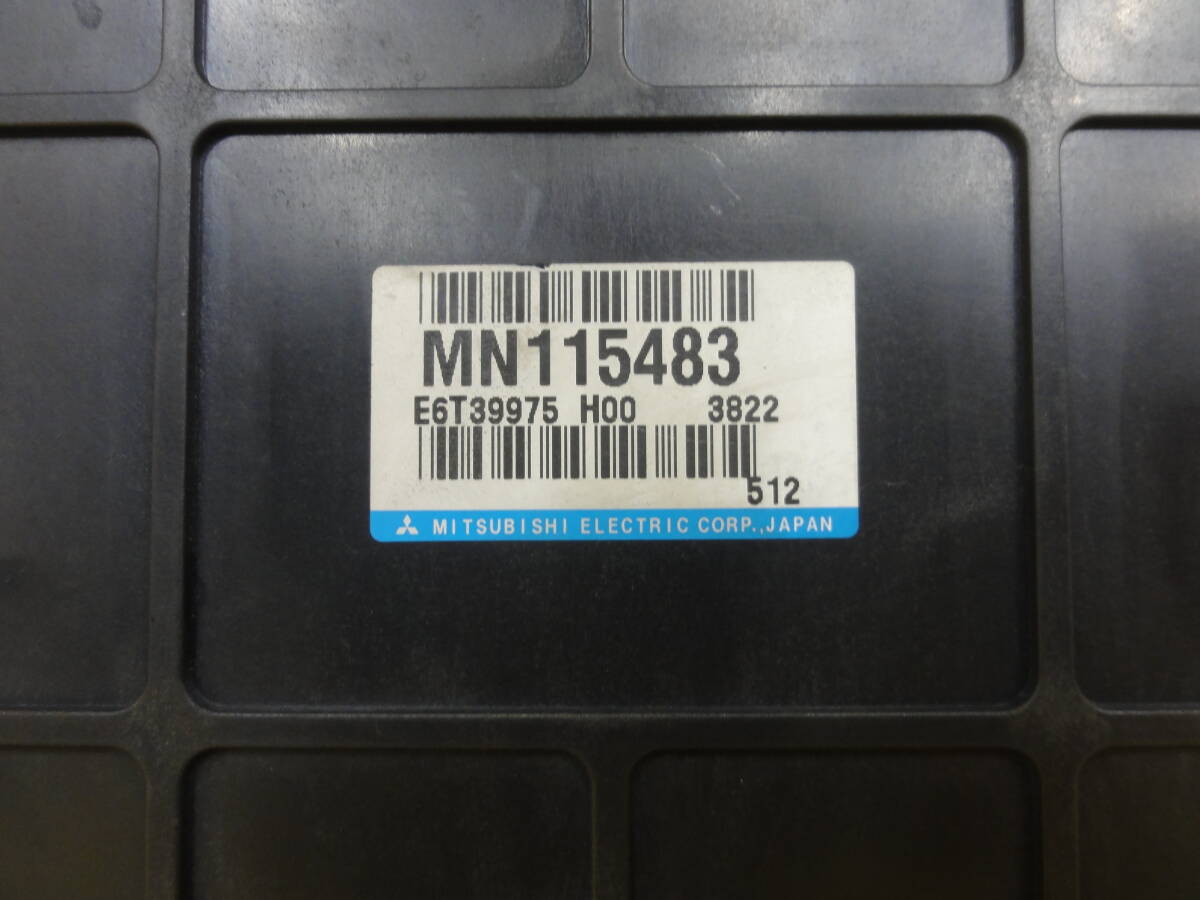 MN115483
E6T39975 H00 3822
512
MITSUBISHI ELECTRIC CORP.,JAPAN